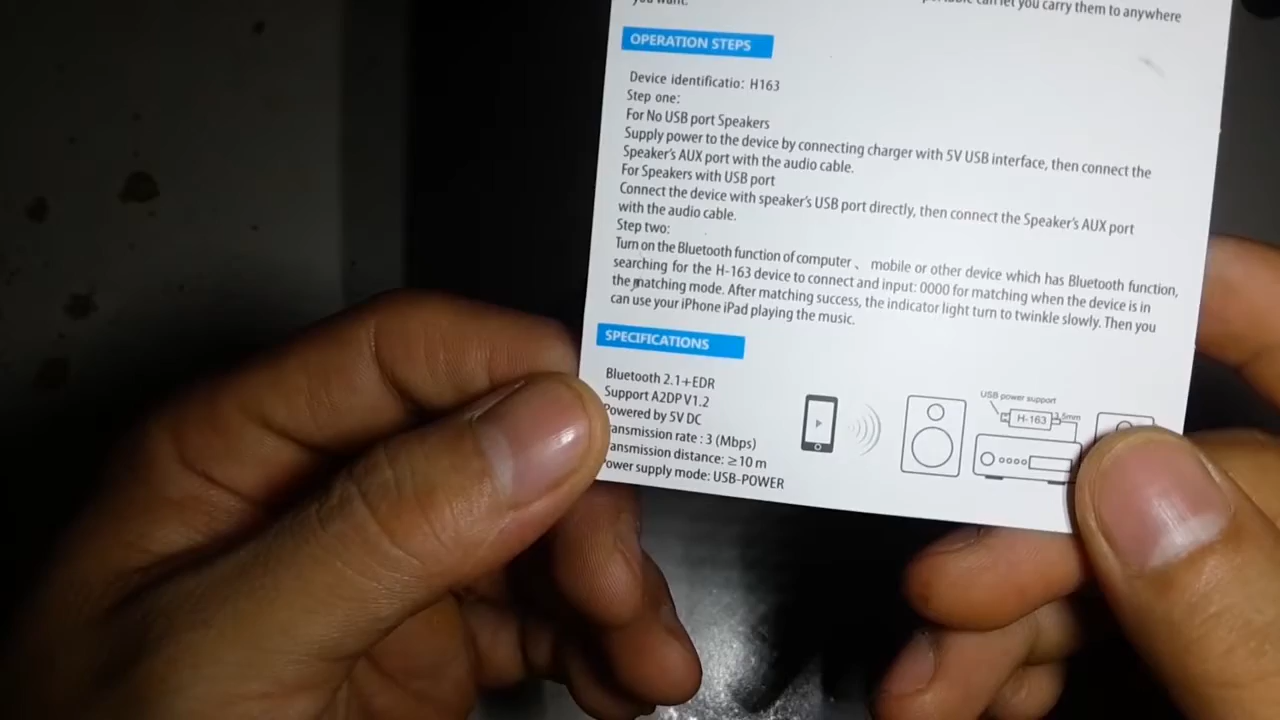 you want.
portable can let you carry them to anywhere
OPERATION STEPS
Device identificatio: H163
Step one:
For No USB port Speakers
Supply power to the device by connecting charger with 5V USB interface, then connect the
Speaker's AUX port with the audio cable.
For Speakers with USB port
Connect the device with speaker's USB port directly, then connect the Speaker's AUX port
with the audio cable.
Step two:
Turn on the Bluetooth function of computer、 mobile or other device which has Bluetooth function,
searching for the H-163 device to connect and input: 0000 for matching when the device is in
the matching mode. After matching success, the indicator light turn to twinkle slowly. Then you
can use your iPhone iPad playing the music.
SPECIFICATIONS
Bluetooth 2.1+EDR
Support A2DP V1.2
Powered by 5V DC
ansmission rate : 3 (Mbps)
ansmission distance: ≥10 m
ower supply mode: USB-POWER
USB power support
H-163
3.5mm